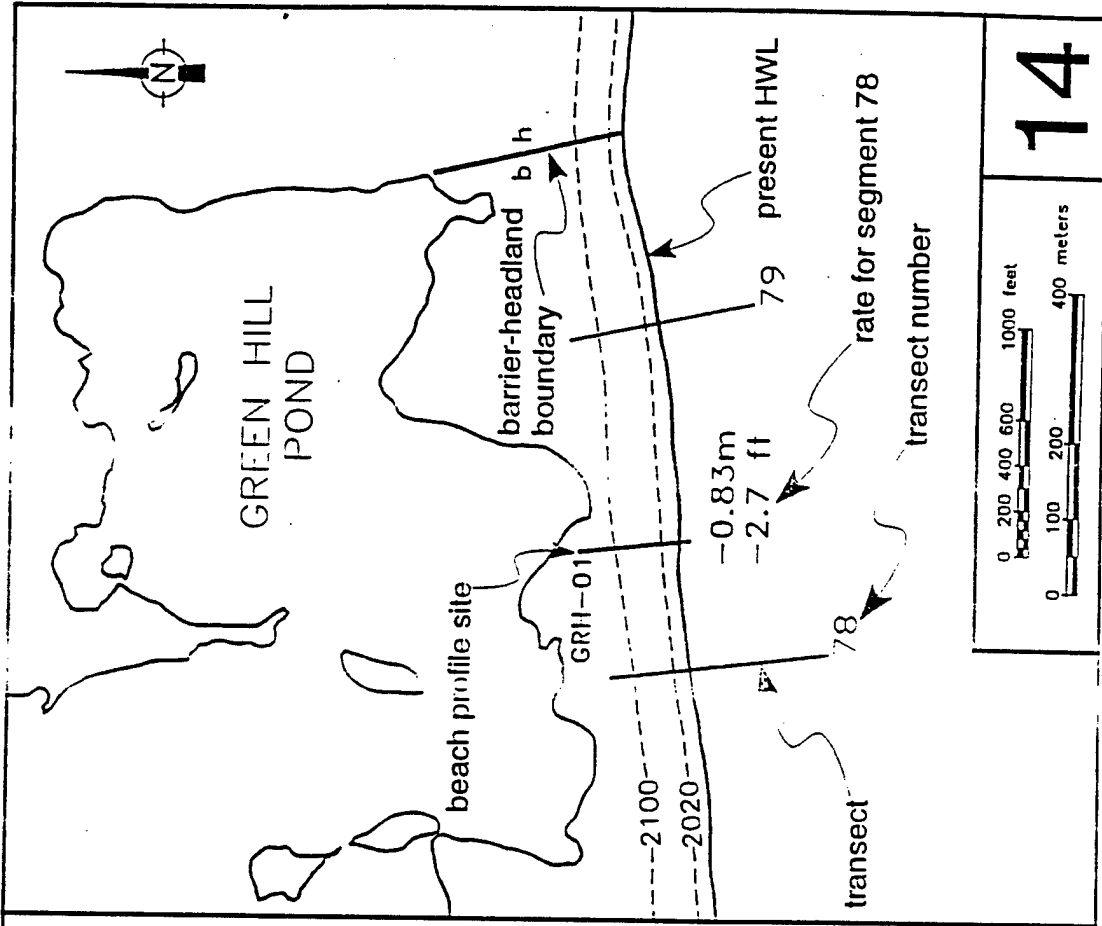 N
GREEN HILL
POND
b h
barrier-headland
boundary
beach profile site
GRH-01
present HWL
79
-0.83m
-2.7 ft
rate for segment 78
transect number
78
transect
2100
2020
0 200 400 600 1000 feet
0 100 200 400 meters
14